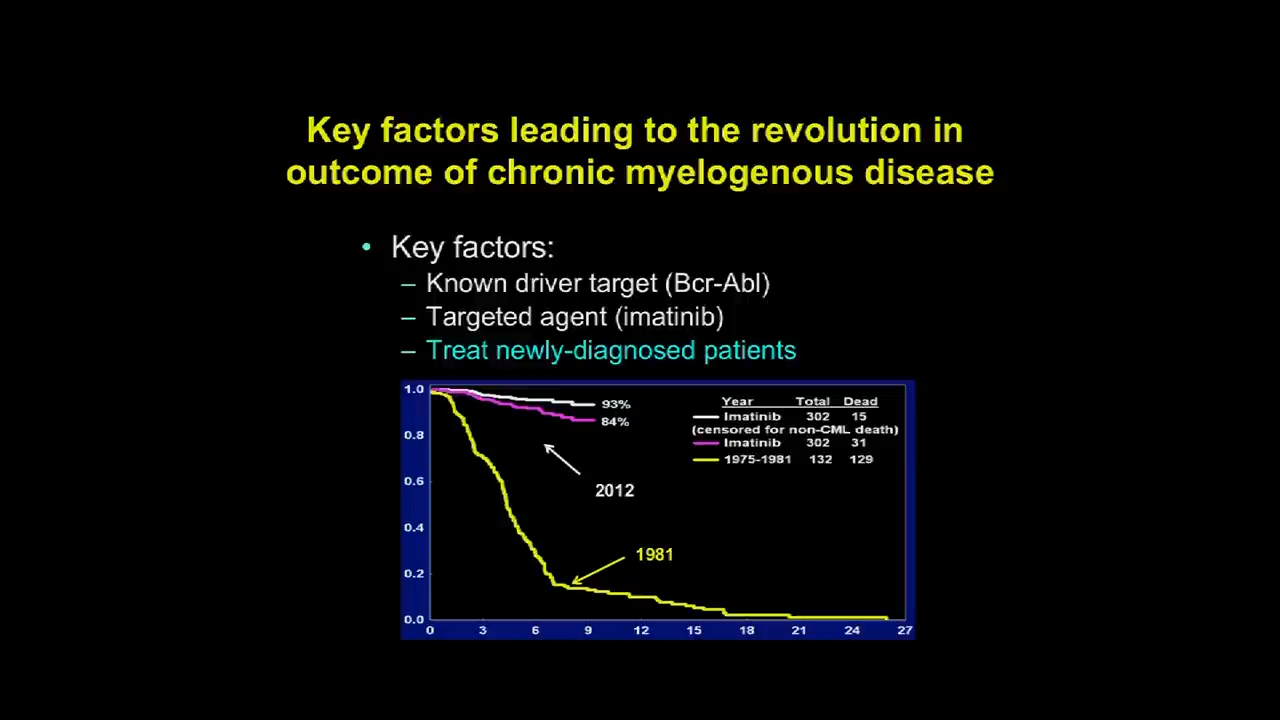 Key factors leading to the revolution in
outcome of chronic myelogenous disease
• Key factors:
– Known driver target (Bcr-Abl)
– Targeted agent (imatinib)
– Treat newly-diagnosed patients
1.0
0.8
0.6
0.4
0.2
0.0
93%
84%
2012
1981
Year Total Dead
Imatinib 302 15
(censored for non-CML death)
Imatinib 302 31
1975-1981 132 129
0 3 6 9 12 15 18 21 24 27